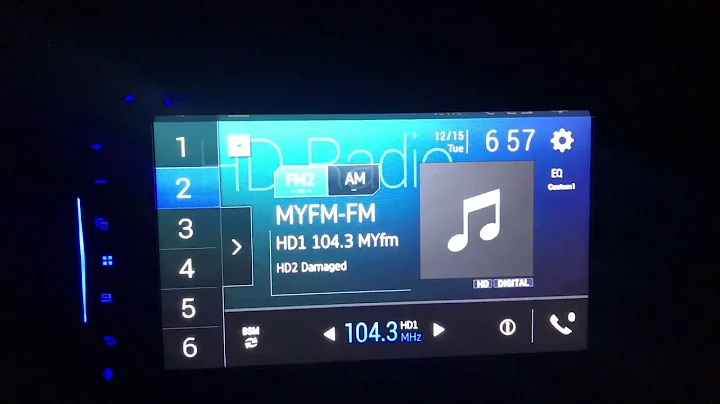 1
2
3
4
5
6
HD Radio
12/15
Tue
6 57
FM2
AM
EQ
Custom1
MYFM-FM
HD1 104.3 MYfm
HD2 Damaged
HD DIGITAL
BSM
104.3 HD1
MHz